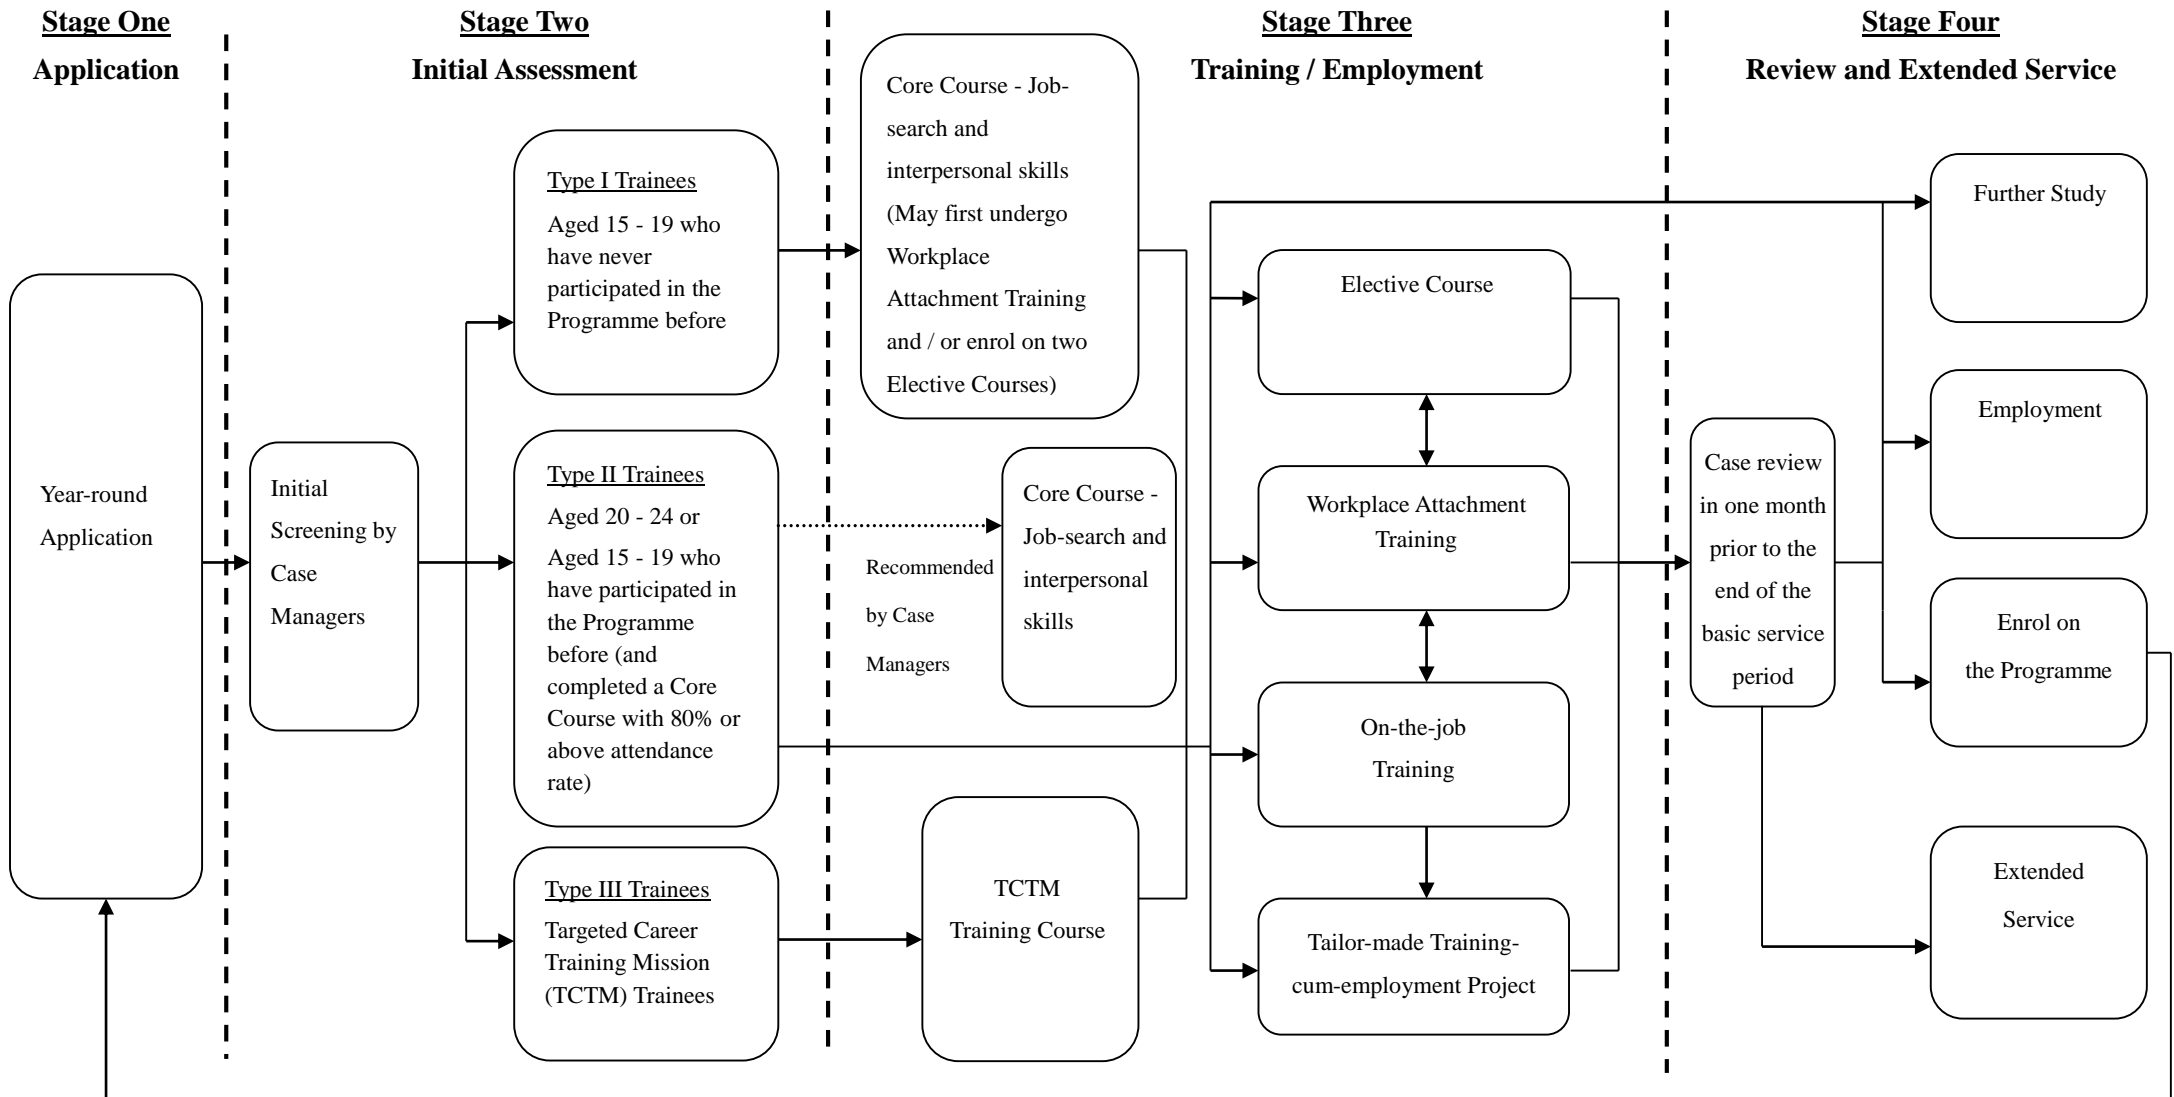 Stage One
Application
Stage Two
Initial Assessment
Stage Three
Training / Employment
Stage Four
Review and Extended Service
Year-round
Application
Initial
Screening by
Case
Managers
Type I Trainees
Aged 15 - 19 who
have never
participated in the
Programme before
Type II Trainees
Aged 20 - 24 or
Aged 15 - 19 who
have participated in
the Programme
before (and
completed a Core
Course with 80% or
above attendance
rate)
Type III Trainees
Targeted Career
Training Mission
(TCTM) Trainees
Core Course - Job-
search and
interpersonal skills
(May first undergo
Workplace
Attachment Training
and / or enrol on two
Elective Courses)
Recommended
by Case
Managers
Core Course -
Job-search and
interpersonal
skills
TCTM
Training Course
Elective Course
Workplace Attachment
Training
On-the-job
Training
Tailor-made Training-
cum-employment Project
Case review
in one month
prior to the
end of the
basic service
period
Further Study
Employment
Enrol on
the Programme
Extended
Service